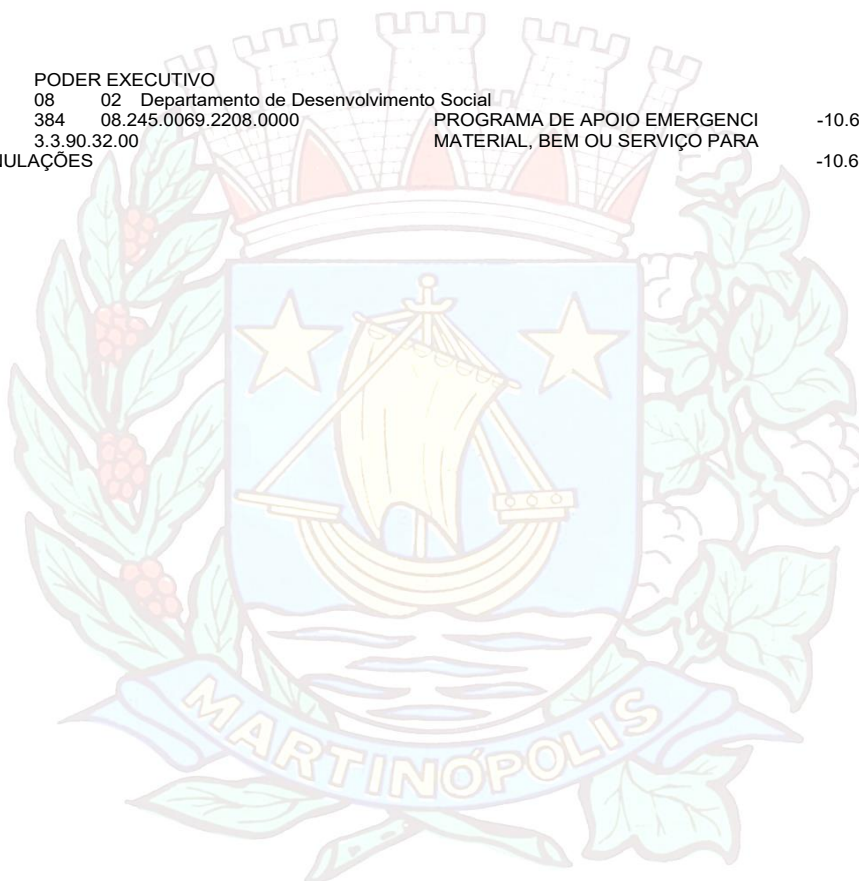 PODER EXECUTIVO
08 02 Departamento de Desenvolvimento Social
384 08.245.0069.2208.0000 PROGRAMA DE APOIO EMERGENCI -10.6
3.3.90.32.00 MATERIAL, BEM OU SERVIÇO PARA
NULAÇÕES -10.6
MARTINÓPOLIS